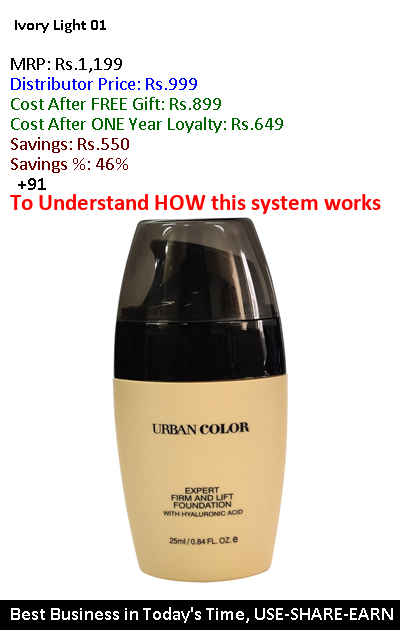 Ivory Light 01
MRP: Rs.1,199
Distributor Price: Rs.999
Cost After FREE Gift: Rs.899
Cost After ONE Year Loyalty: Rs.649
Savings: Rs.550
Savings %: 46%
+91
To Understand HOW this system works
URBAN COLOR
EXPERT
FIRM AND LIFT
FOUNDATION
WITH HYALURONIC ACID
25ml / 0.84 FL. OZ. e
Best Business in Today's Time, USE-SHARE-EARN